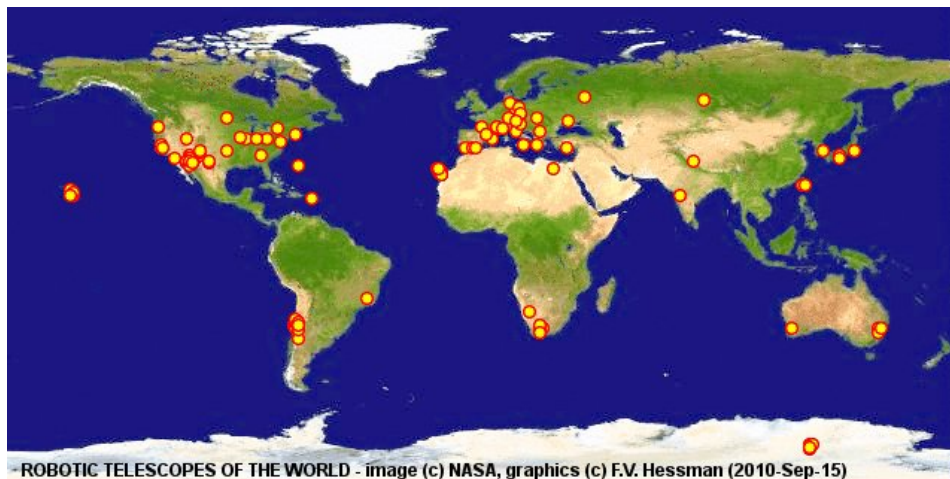 ROBOTIC TELESCOPES OF THE WORLD - image (c) NASA, graphics (c) F.V. Hessman (2010-Sep-15)